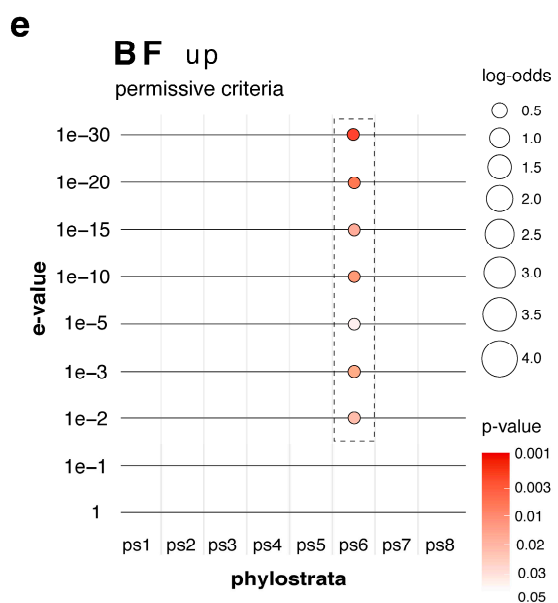 e
BF up
permissive criteria
log-odds
0.5
1.0
1.5
2.0
2.5
3.0
3.5
4.0
e-value
1e−30
1e−20
1e−15
1e−10
1e−5
1e−3
1e−2
1e−1
1
ps1 ps2 ps3 ps4 ps5 ps6 ps7 ps8
phylostrata
p-value
0.001
0.003
0.01
0.02
0.03
0.05